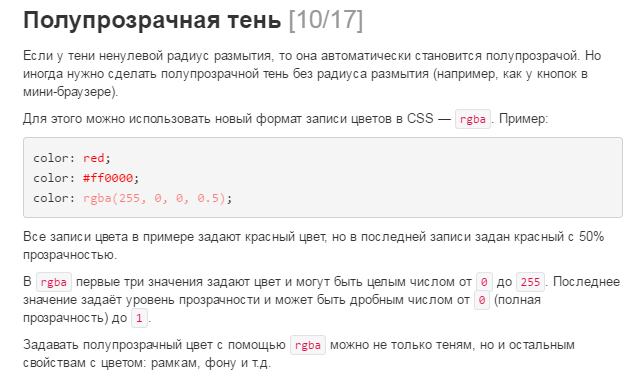 Полупрозрачная тень [10/17]
Если у тени ненулевой радиус размытия, то она автоматически становится полупрозрачой. Но
иногда нужно сделать полупрозрачной тень без радиуса размытия (например, как у кнопок в
мини-браузере).
Для этого можно использовать новый формат записи цветов в CSS — rgba. Пример:
color: red;
color: #ff0000;
color: rgba(255, 0, 0, 0.5);
Все записи цвета в примере задают красный цвет, но в последней записи задан красный с 50%
прозрачностью.
В rgba первые три значения задают цвет и могут быть целым числом от 0 до 255. Последнее
значение задаёт уровень прозрачности и может быть дробным числом от 0 (полная
прозрачность) до 1.
Задавать полупрозрачный цвет с помощью rgba можно не только теням, но и остальным
свойствам с цветом: рамкам, фону и т.д.